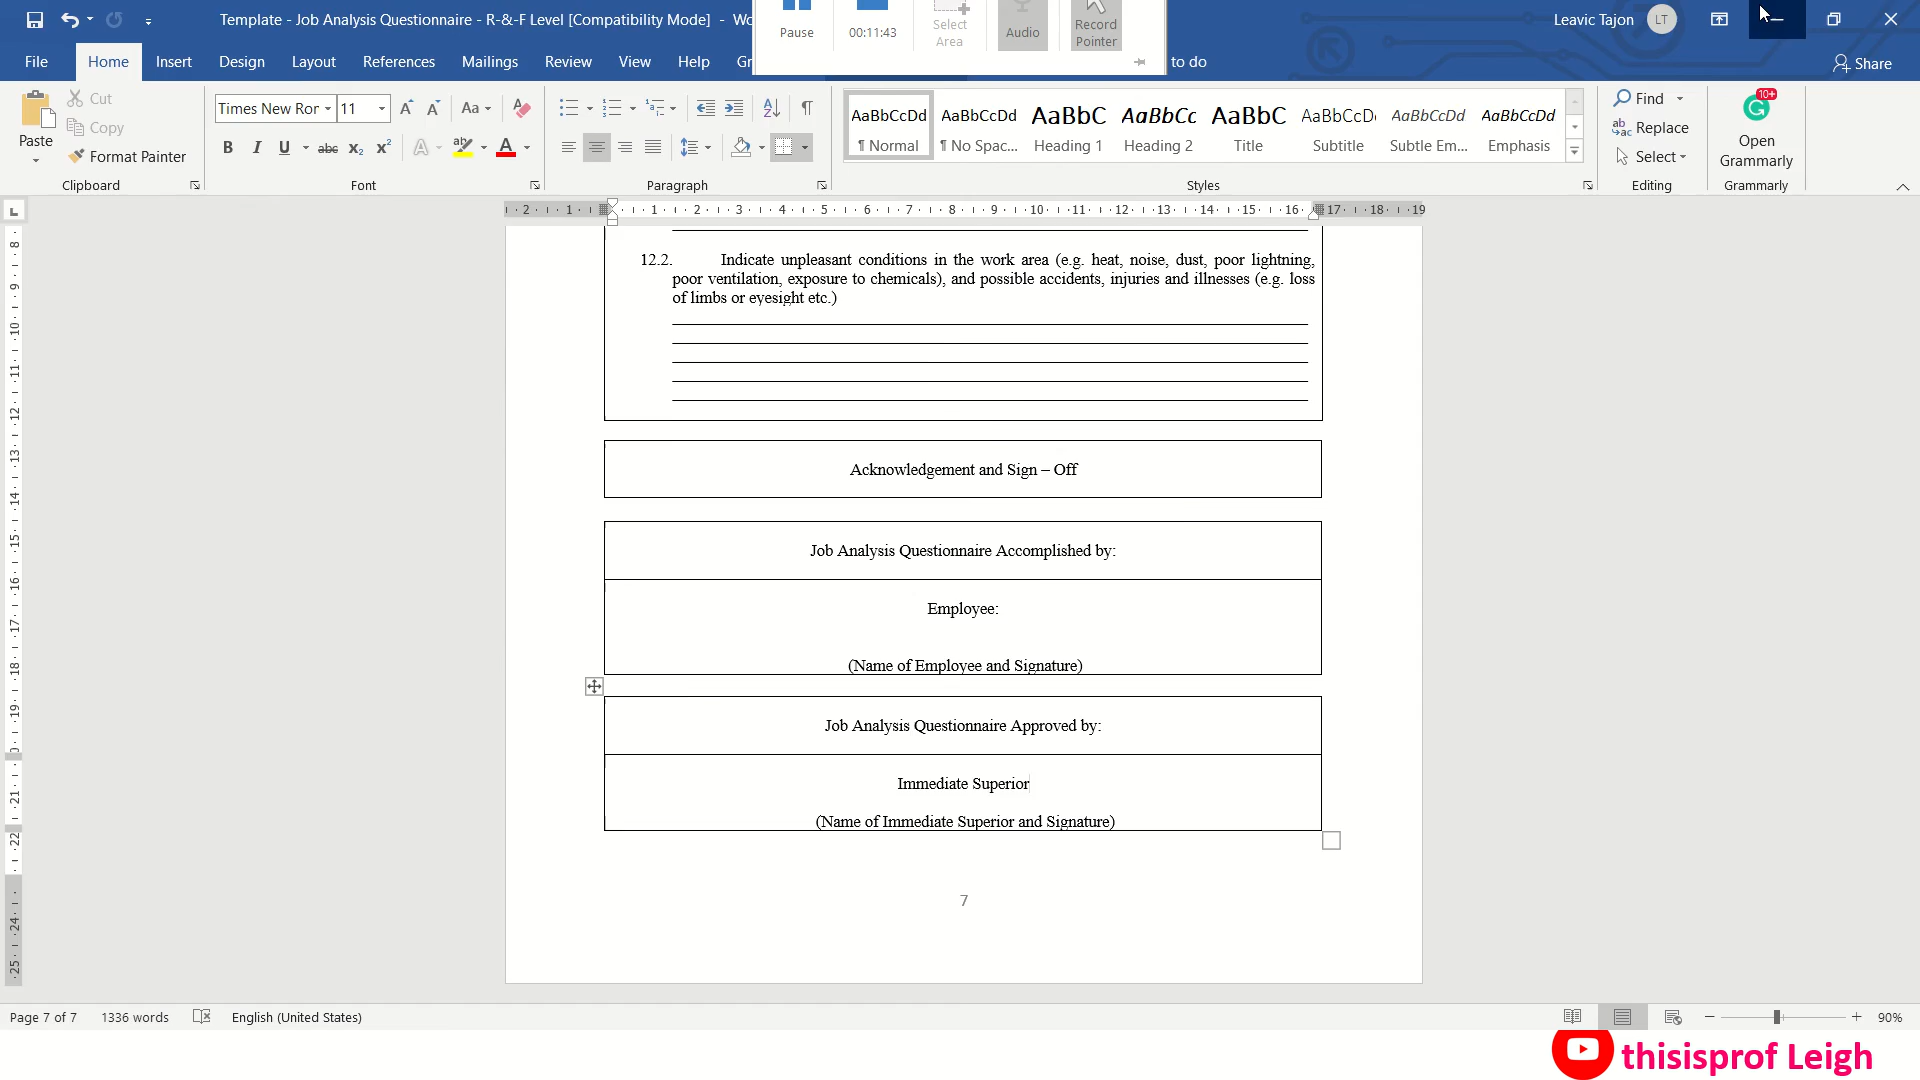 Template - Job Analysis Questionnaire - R-&-F Level [Compatibility Mode] - Wo
Pause
00:11:43
Select Area
Audio
Record Pointer
Leavic Tajon
LT
File
Home
Insert
Design
Layout
References
Mailings
Review
View
Help
Gr
to do
Share
Paste
Cut
Copy
Format Painter
Clipboard
Times New Ror
11
Font
Paragraph
AaBbCcDd
¶ Normal
AaBbCcDd
¶ No Spac...
AaBbC
Heading 1
AaBbCc
Heading 2
AaBbC
Title
AaBbCcD
Subtitle
AaBbCcDd
Subtle Em...
AaBbCcDd
Emphasis
Styles
Find
Replace
Select
Editing
10+
Open
Grammarly
Grammarly
12.2. Indicate unpleasant conditions in the work area (e.g. heat, noise, dust, poor lightning,
poor ventilation, exposure to chemicals), and possible accidents, injuries and illnesses (e.g. loss
of limbs or eyesight etc.)
Acknowledgement and Sign – Off
Job Analysis Questionnaire Accomplished by:
Employee:
(Name of Employee and Signature)
Job Analysis Questionnaire Approved by:
Immediate Superior
(Name of Immediate Superior and Signature)
7
Page 7 of 7
1336 words
English (United States)
90%
thisisprof Leigh